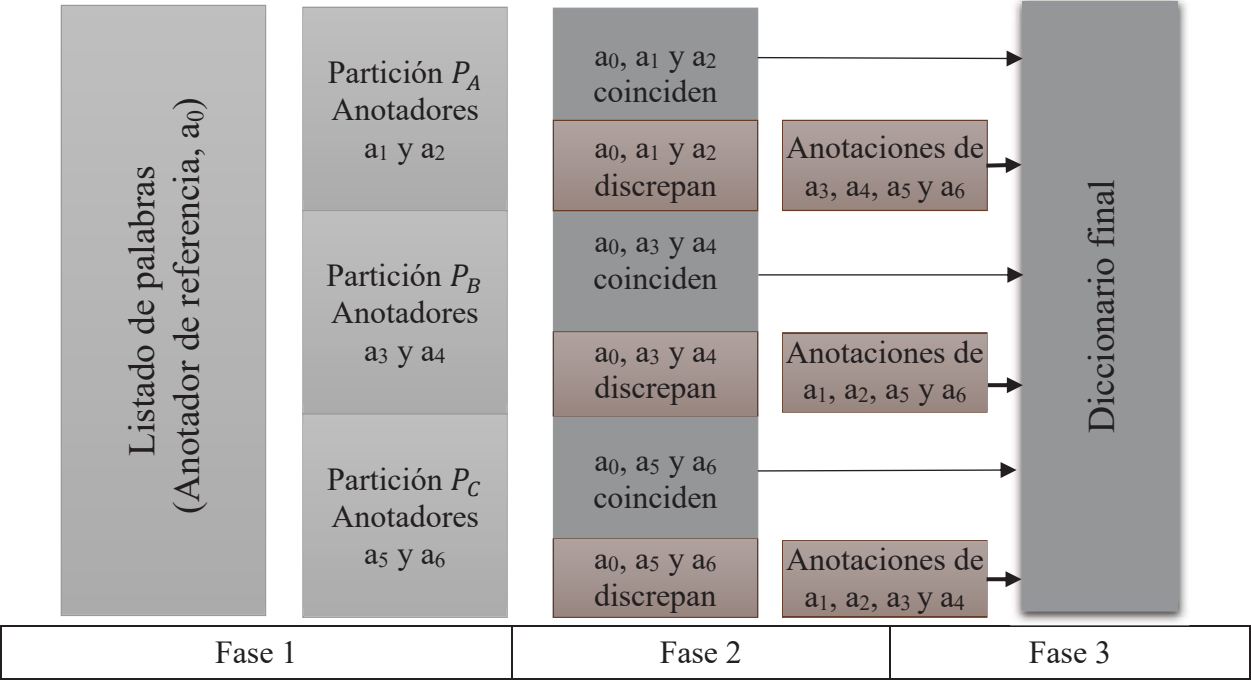 Listado de palabras
(Anotador de referencia, a0)
Partición PA
Anotadores
a1 y a2
Partición PB
Anotadores
a3 y a4
Partición PC
Anotadores
a5 y a6
a0, a1 y a2
coinciden
a0, a1 y a2
discrepan
a0, a3 y a4
coinciden
a0, a3 y a4
discrepan
a0, a5 y a6
coinciden
a0, a5 y a6
discrepan
Anotaciones de
a3, a4, a5 y a6
Anotaciones de
a1, a2, a5 y a6
Anotaciones de
a1, a2, a3 y a4
Diccionario final
Fase 1
Fase 2
Fase 3